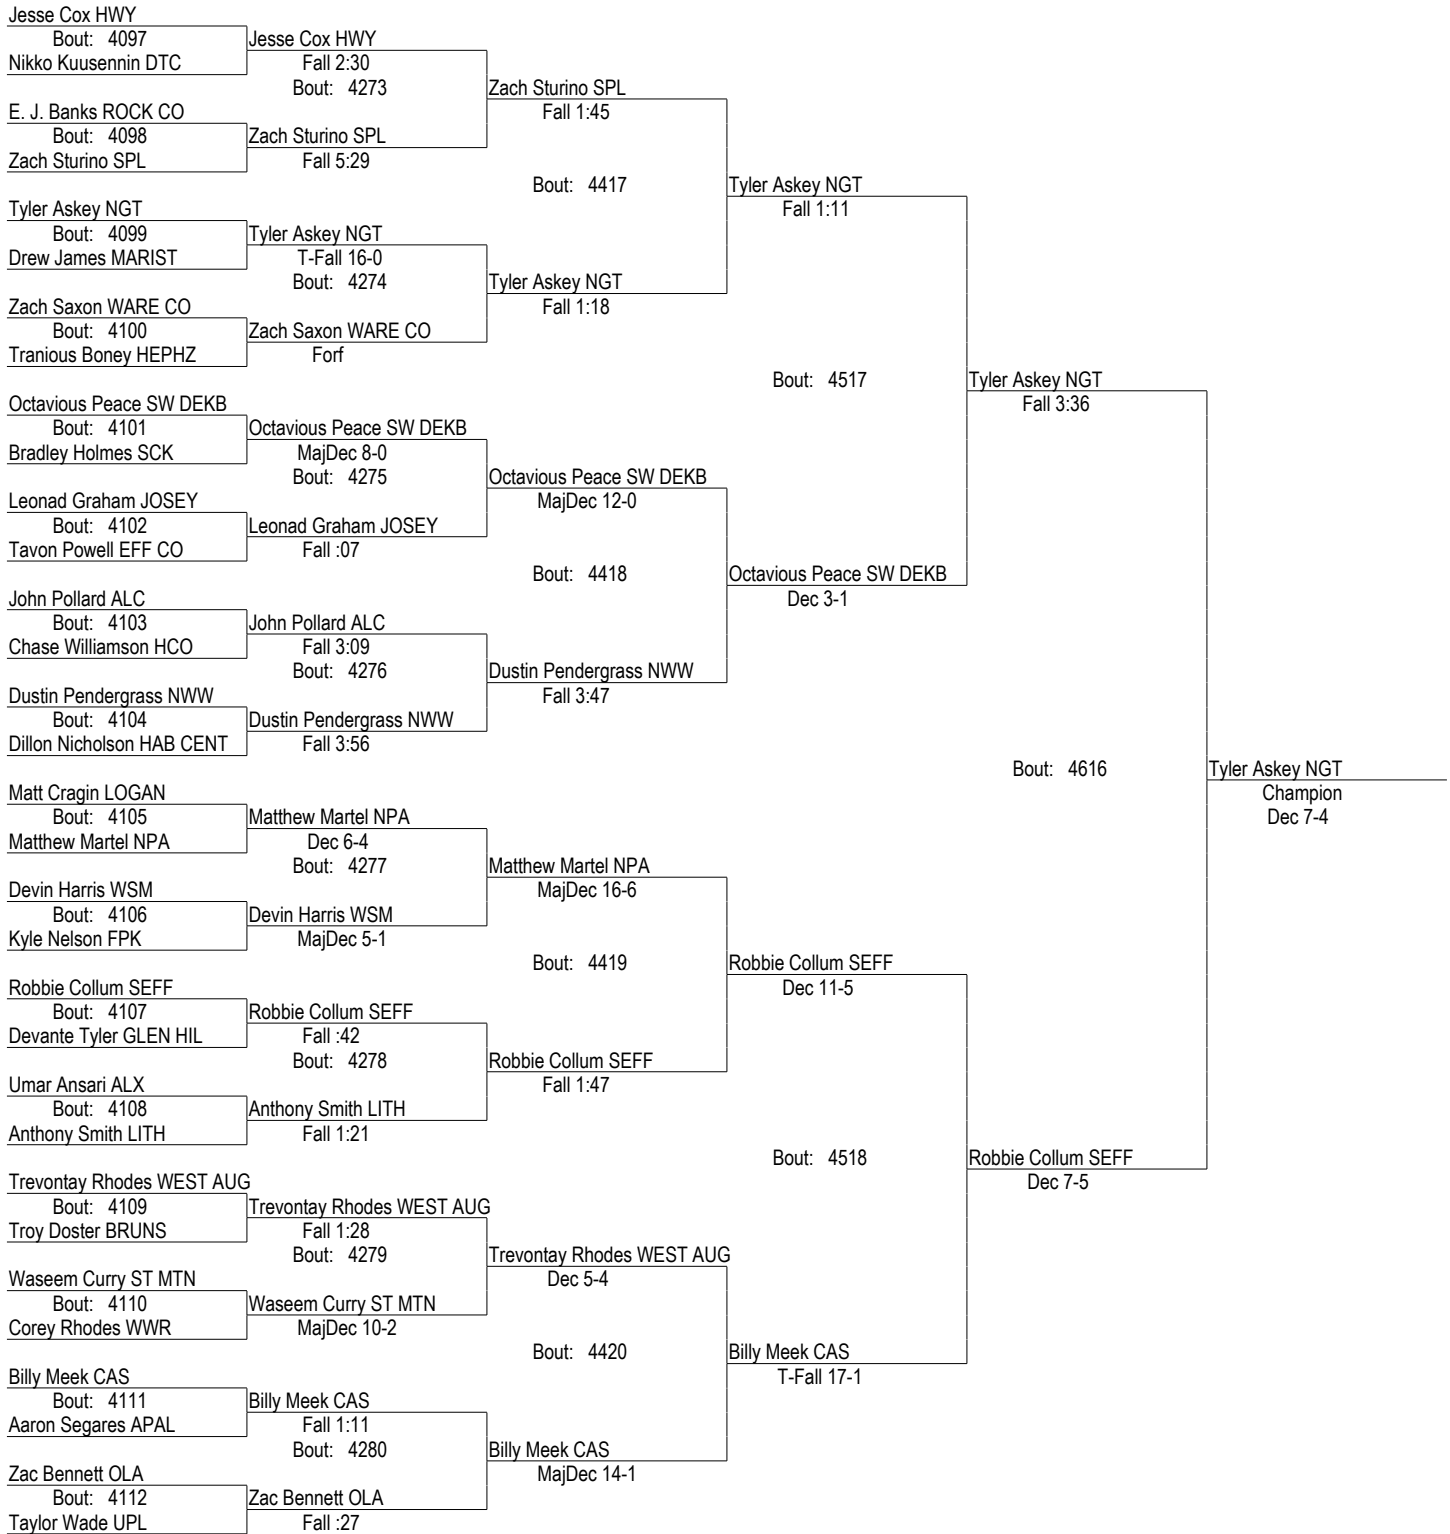 Jesse Cox HWY
Bout: 4097
Nikko Kuusennin DTC
E. J. Banks ROCK CO
Bout: 4098
Zach Sturino SPL
Tyler Askey NGT
Bout: 4099
Drew James MARIST
Zach Saxon WARE CO
Bout: 4100
Tranious Boney HEPHZ
Octavious Peace SW DEKB
Bout: 4101
Bradley Holmes SCK
Leonad Graham JOSEY
Bout: 4102
Tavon Powell EFF CO
John Pollard ALC
Bout: 4103
Chase Williamson HCO
Dustin Pendergrass NWW
Bout: 4104
Dillon Nicholson HAB CENT
Matt Cragin LOGAN
Bout: 4105
Matthew Martel NPA
Devin Harris WSM
Bout: 4106
Kyle Nelson FPK
Robbie Collum SEFF
Bout: 4107
Devante Tyler GLEN HIL
Umar Ansari ALX
Bout: 4108
Anthony Smith LITH
Trevontay Rhodes WEST AUG
Bout: 4109
Troy Doster BRUNS
Waseem Curry ST MTN
Bout: 4110
Corey Rhodes WWR
Billy Meek CAS
Bout: 4111
Aaron Segares APAL
Zac Bennett OLA
Bout: 4112
Taylor Wade UPL
Jesse Cox HWY
Fall 2:30
Bout: 4273
Zach Sturino SPL
Fall 5:29
Tyler Askey NGT
T-Fall 16-0
Bout: 4274
Zach Saxon WARE CO
Forf
Octavious Peace SW DEKB
MajDec 8-0
Bout: 4275
Leonad Graham JOSEY
Fall :07
John Pollard ALC
Fall 3:09
Bout: 4276
Dustin Pendergrass NWW
Fall 3:56
Matthew Martel NPA
Dec 6-4
Bout: 4277
Devin Harris WSM
MajDec 5-1
Robbie Collum SEFF
Fall :42
Bout: 4278
Anthony Smith LITH
Fall 1:21
Trevontay Rhodes WEST AUG
Fall 1:28
Bout: 4279
Waseem Curry ST MTN
MajDec 10-2
Billy Meek CAS
Fall 1:11
Bout: 4280
Zac Bennett OLA
Fall :27
Zach Sturino SPL
Fall 1:45
Bout: 4417
Tyler Askey NGT
Fall 1:18
Octavious Peace SW DEKB
MajDec 12-0
Bout: 4418
Dustin Pendergrass NWW
Fall 3:47
Matthew Martel NPA
MajDec 16-6
Bout: 4419
Robbie Collum SEFF
Fall 1:47
Trevontay Rhodes WEST AUG
Dec 5-4
Bout: 4420
Billy Meek CAS
MajDec 14-1
Tyler Askey NGT
Fall 1:11
Bout: 4517
Octavious Peace SW DEKB
Dec 3-1
Robbie Collum SEFF
Dec 11-5
Bout: 4518
Billy Meek CAS
T-Fall 17-1
Tyler Askey NGT
Fall 3:36
Bout: 4616
Robbie Collum SEFF
Dec 7-5
Tyler Askey NGT
Champion
Dec 7-4